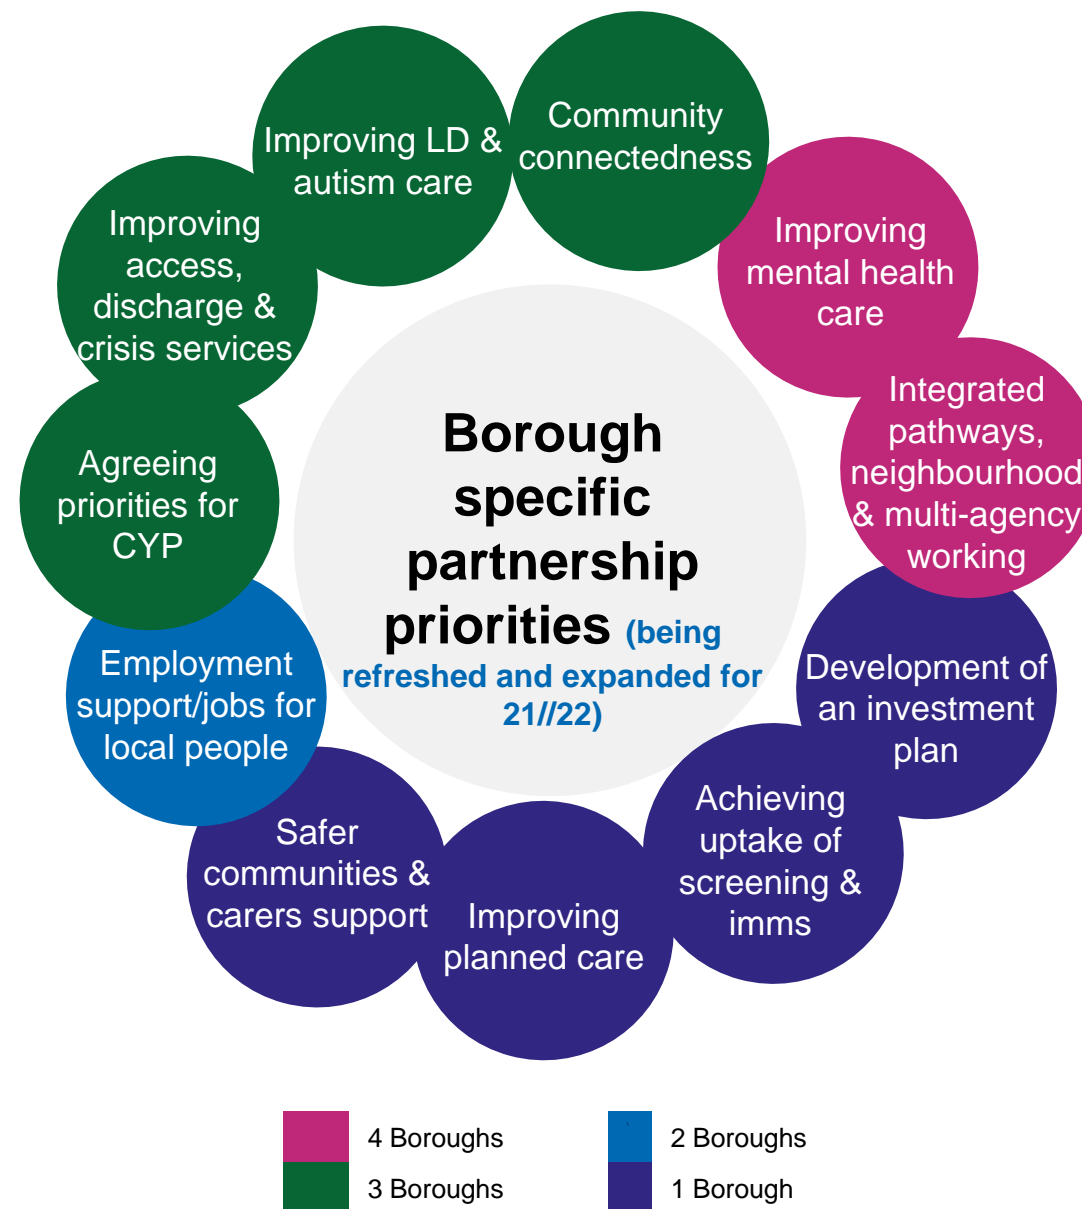 Community
connectedness
Improving LD &
autism care
Improving
access,
discharge &
crisis services
Improving
mental health
care
Integrated
pathways,
neighbourhood
& multi-agency
working
Agreeing
priorities for
CYP
Borough
specific
partnership
priorities (being
refreshed and expanded for
21//22)
Employment
support/jobs for
local people
Development of
an investment
plan
Safer
communities &
carers support
Improving
planned care
Achieving
uptake of
screening &
imms
4 Boroughs
3 Boroughs
2 Boroughs
1 Borough